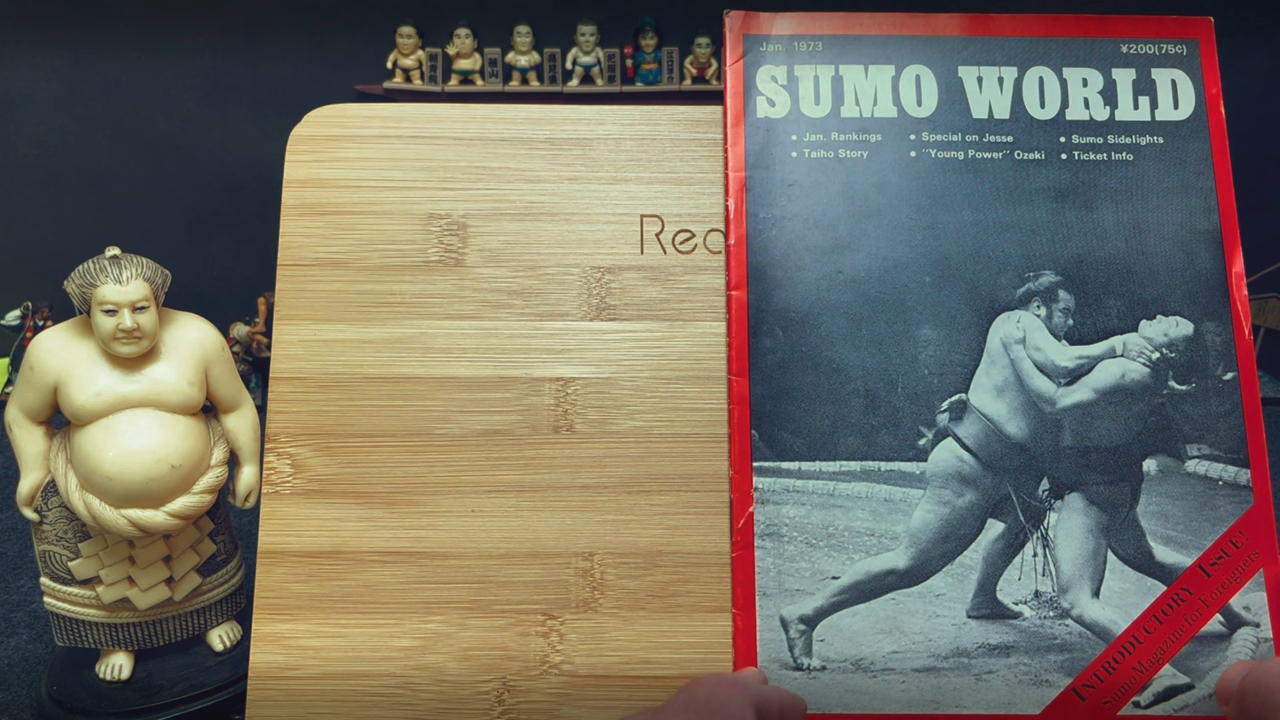 Rec
Jan. 1973
¥200(75¢)
SUMO WORLD
• Jan. Rankings
• Special on Jesse
• Sumo Sidelights
• Taiho Story
• "Young Power" Ozeki
• Ticket Info
INTRODUCTORY ISSUE!
Sumo Magazine for Foreigners